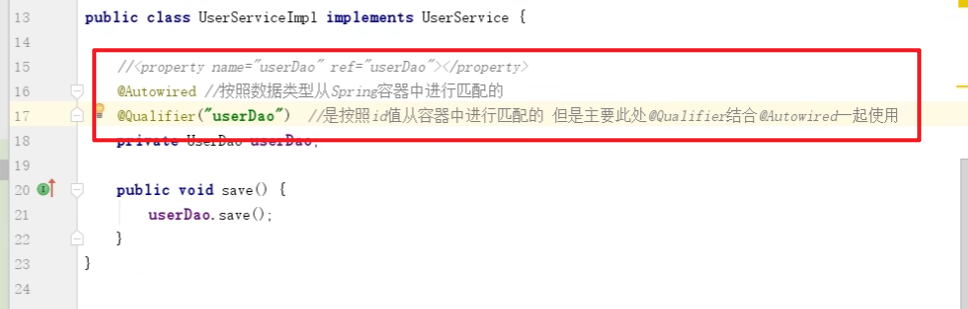 13 public class UserServiceImpl implements UserService {
14
15 //<property name="userDao" ref="userDao"></property>
16 @Autowired //按照数据类型从Spring容器中进行匹配的
17 @Qualifier("userDao") //是按照id值从容器中进行匹配的 但是主要此处@Qualifier结合@Autowired一起使用
18 private UserDao userDao;
19
20 public void save() {
21 userDao.save();
22 }
23 }
24